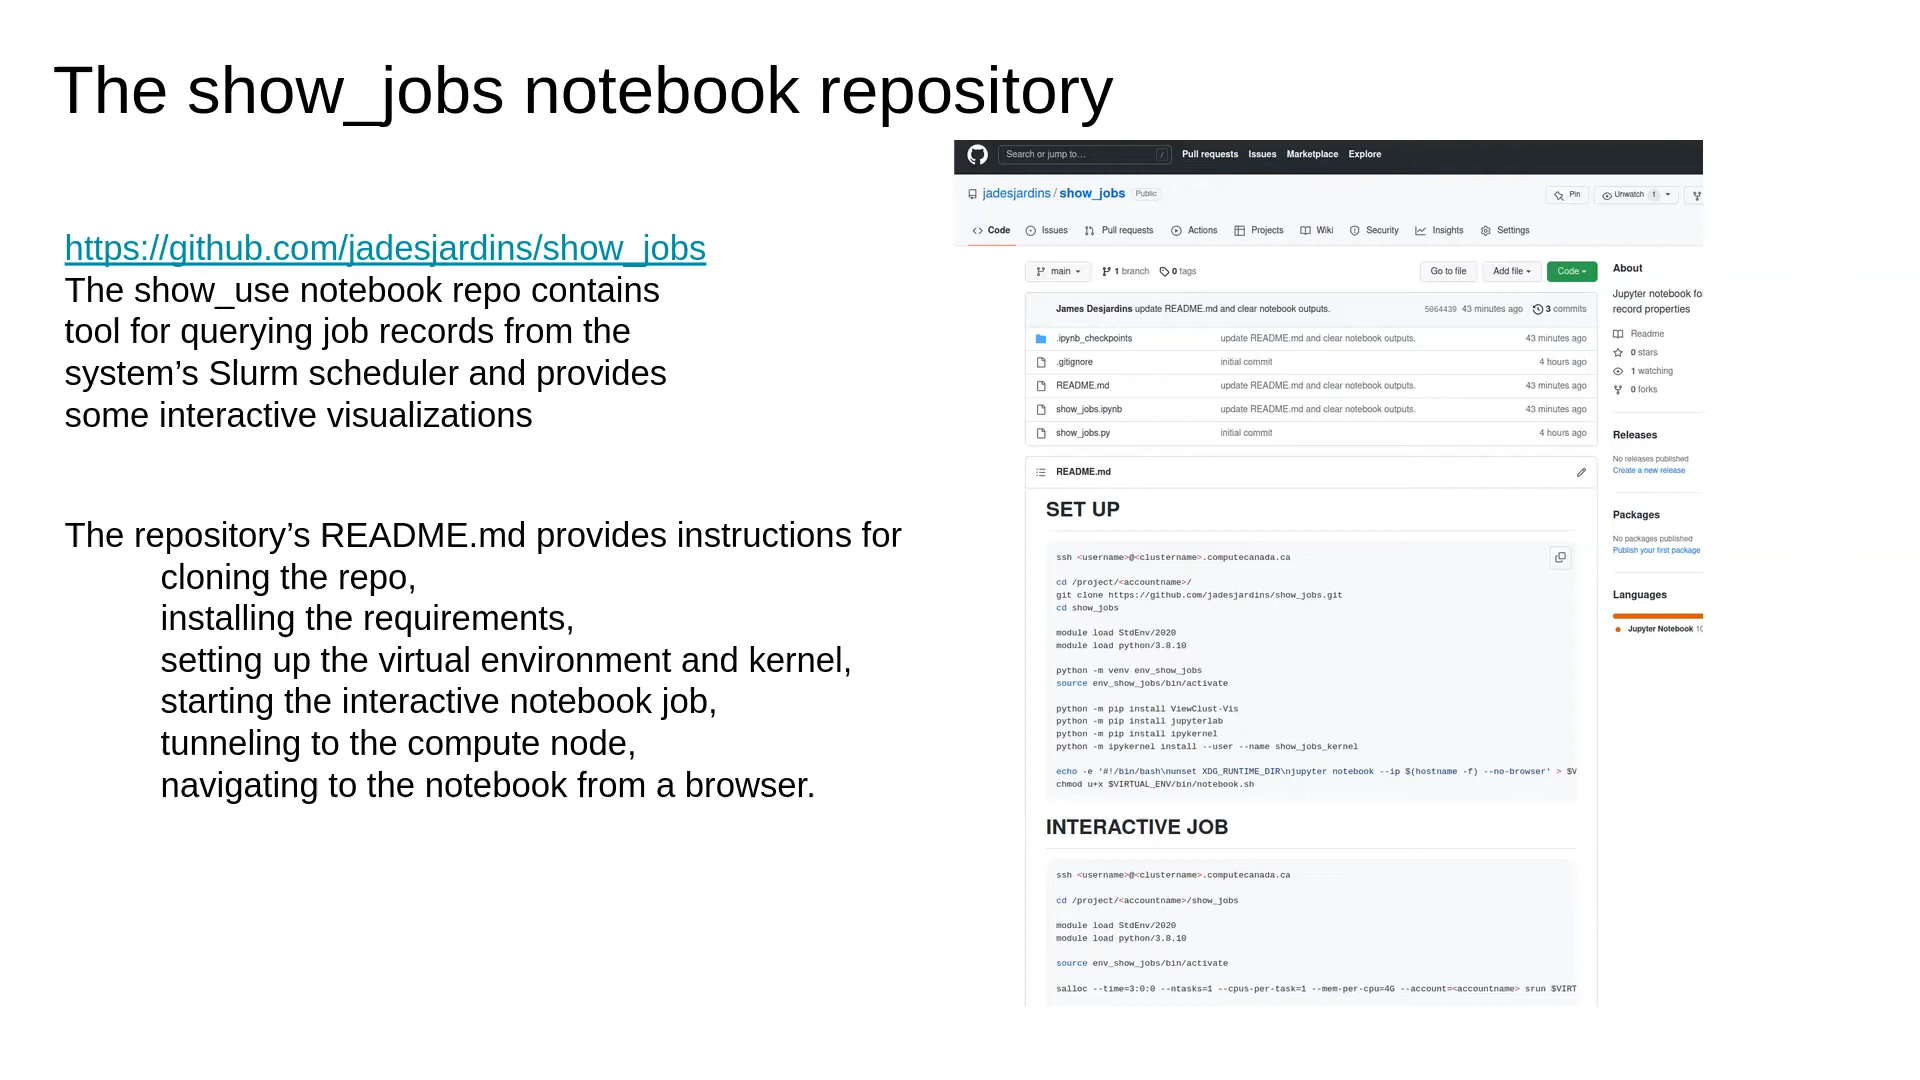 The show_jobs notebook repository
https://github.com/jadesjardins/show_jobs
The show_use notebook repo contains
tool for querying job records from the
system’s Slurm scheduler and provides
some interactive visualizations
The repository’s README.md provides instructions for
cloning the repo,
installing the requirements,
setting up the virtual environment and kernel,
starting the interactive notebook job,
tunneling to the compute node,
navigating to the notebook from a browser.
Search or jump to… / Pull requests Issues Marketplace Explore
jadesjardins / show_jobs Public Pin Unwatch 1
Code Issues Pull requests Actions Projects Wiki Security Insights Settings
main 1 branch 0 tags Go to file Add file Code
James Desjardins update README.md and clear notebook outputs. 5064439 43 minutes ago 3 commits
.ipynb_checkpoints update README.md and clear notebook outputs. 43 minutes ago
.gitignore initial commit 4 hours ago
README.md update README.md and clear notebook outputs. 43 minutes ago
show_jobs.ipynb update README.md and clear notebook outputs. 43 minutes ago
show_jobs.py initial commit 4 hours ago
README.md
SET UP
ssh <username>@<clustername>.computecanada.ca
cd /project/<accountname>/
git clone https://github.com/jadesjardins/show_jobs.git
cd show_jobs
module load StdEnv/2020
module load python/3.8.10
python -m venv env_show_jobs
source env_show_jobs/bin/activate
python -m pip install ViewClust-Vis
python -m pip install jupyterlab
python -m pip install ipykernel
python -m ipykernel install --user --name show_jobs_kernel
echo -e '#!/bin/bash\nunset XDG_RUNTIME_DIR\njupyter notebook --ip $(hostname -f) --no-browser' > $V
chmod u+x $VIRTUAL_ENV/bin/notebook.sh
INTERACTIVE JOB
ssh <username>@<clustername>.computecanada.ca
cd /project/<accountname>/show_jobs
module load StdEnv/2020
module load python/3.8.10
source env_show_jobs/bin/activate
salloc --time=3:0:0 --ntasks=1 --cpus-per-task=1 --mem-per-cpu=4G --account=<accountname> srun $VIRT
About
Jupyter notebook fo
record properties
Readme
0 stars
1 watching
0 forks
Releases
No releases published
Create a new release
Packages
No packages published
Publish your first package
Languages
Jupyter Notebook 10